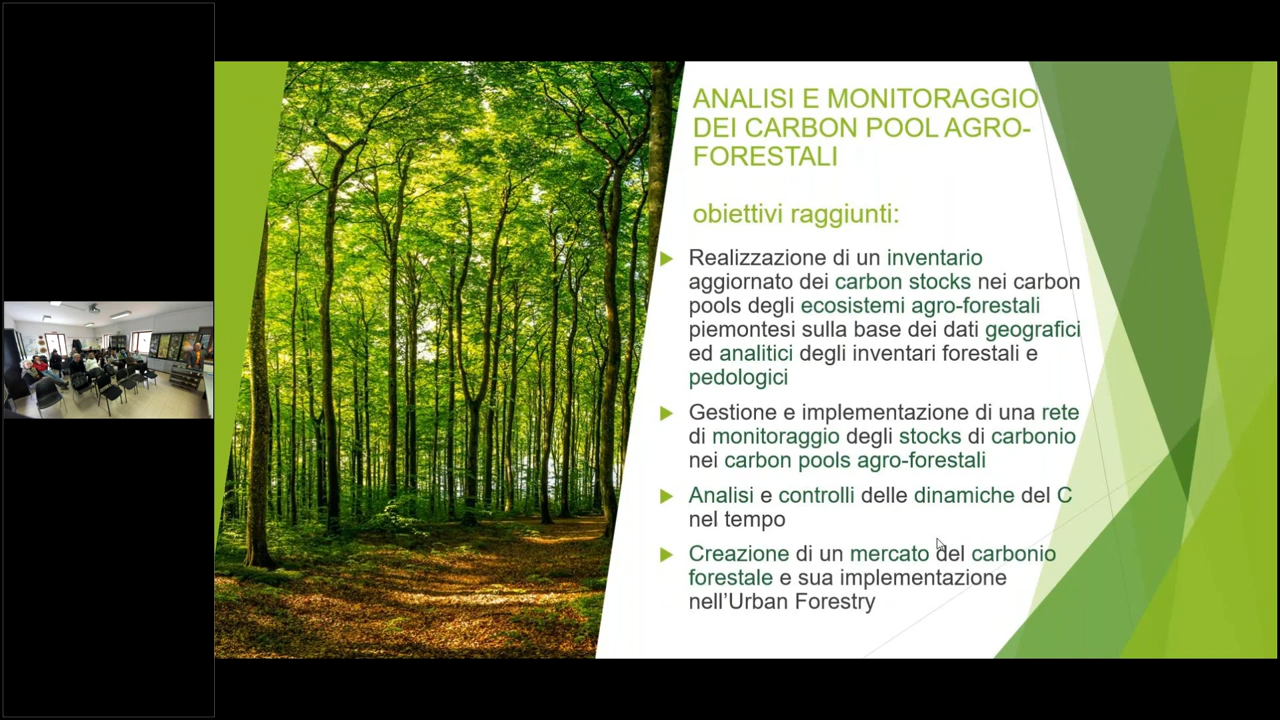 ANALISI E MONITORAGGIO
DEI CARBON POOL AGRO-
FORESTALI
obiettivi raggiunti:
Realizzazione di un inventario
aggiornato dei carbon stocks nei carbon
pools degli ecosistemi agro-forestali
piemontesi sulla base dei dati geografici
ed analitici degli inventari forestali e
pedologici
Gestione e implementazione di una rete
di monitoraggio degli stocks di carbonio
nei carbon pools agro-forestali
Analisi e controlli delle dinamiche del C
nel tempo
Creazione di un mercato del carbonio
forestale e sua implementazione
nell’Urban Forestry